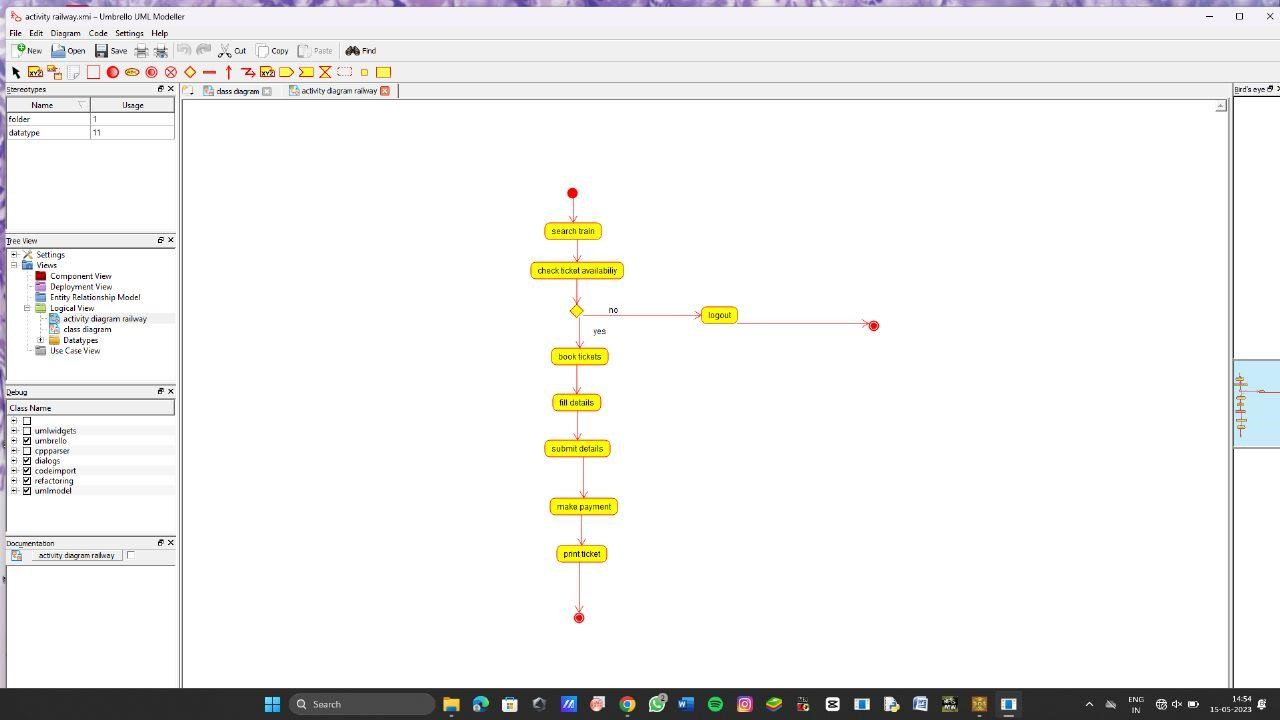 activity railway.xmi – Umbrello UML Modeller
File Edit Diagram Code Settings Help
New Open Save Cut Copy Paste Find
Stereotypes
Name Usage
folder 1
datatype 11
class diagram activity diagram railway
Bird's eye
Tree View
Settings
Views
Component View
Deployment View
Entity Relationship Model
Logical View
activity diagram railway
class diagram
Datatypes
Use Case View
Debug
Class Name
umlwidgets
umbrello
cppparser
dialogs
codeimport
refactoring
umlmodel
Documentation
activity diagram railway
search train
check ticket availabiliy
no
logout
yes
book tickets
fill details
submit details
make payment
print ticket
Search
2
ENG
IN
14:54
15-05-2023